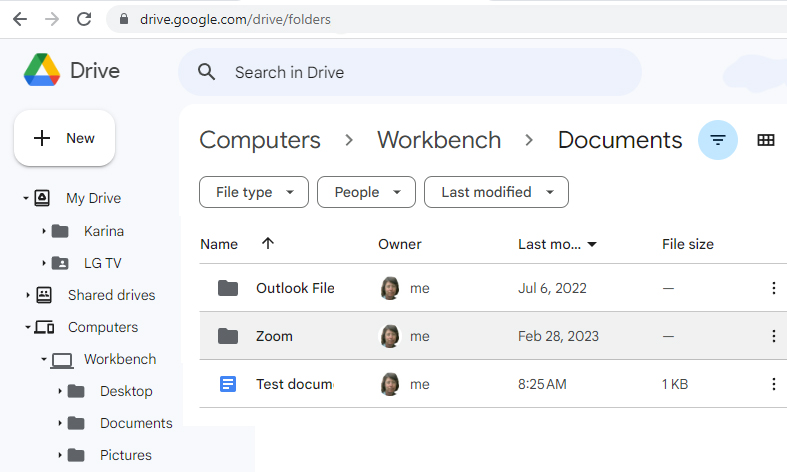 drive.google.com/drive/folders
Drive
Search in Drive
New
My Drive
Karina
LG TV
Shared drives
Computers
Workbench
Desktop
Documents
Pictures
Computers > Workbench > Documents
File type People Last modified
Name Owner Last mo... File size
Outlook File me Jul 6, 2022 —
Zoom me Feb 28, 2023 —
Test docum me 8:25 AM 1 KB